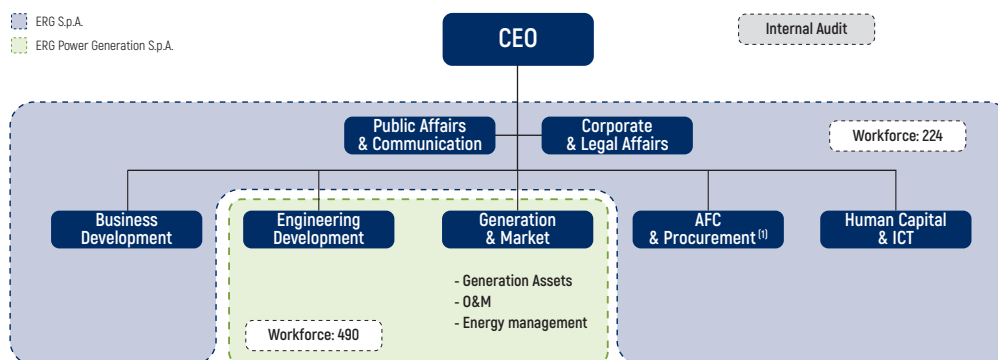 ERG S.p.A.
ERG Power Generation S.p.A.
CEO
Internal Audit
Public Affairs
& Communication
Corporate
& Legal Affairs
Workforce: 224
Business
Development
Engineering
Development
Generation
& Market
AFC
& Procurement (1)
Human Capital
& ICT
- Generation Assets
- O&M
- Energy management
Workforce: 490